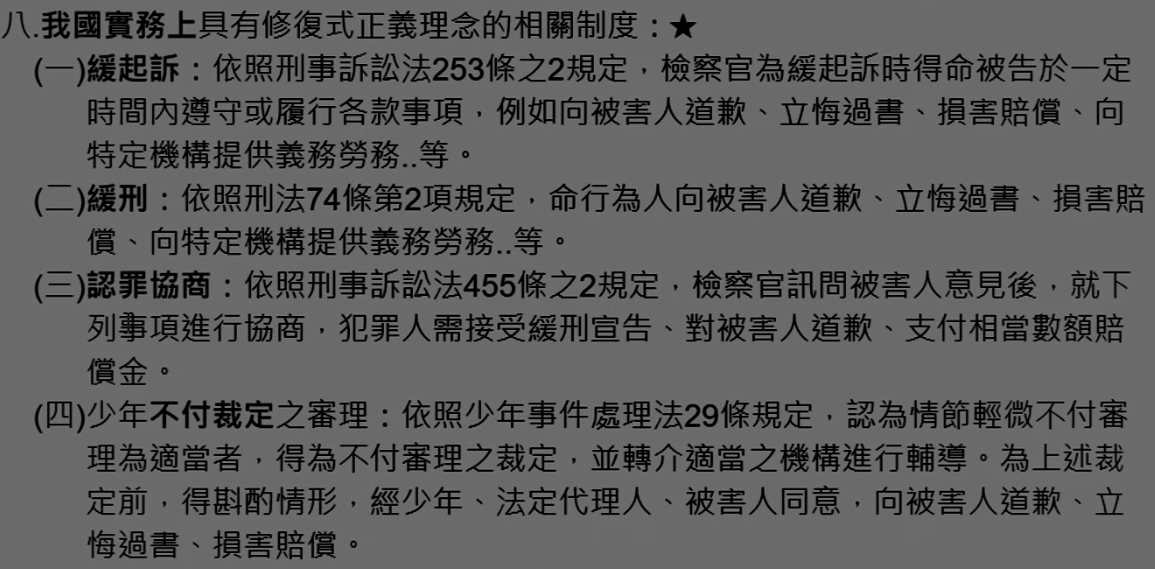 八.我國實務上具有修復式正義理念的相關制度：★
(一)緩起訴：依照刑事訴訟法253條之2規定，檢察官為緩起訴時得命被告於一定
時間內遵守或履行各款事項，例如向被害人道歉、立悔過書、損害賠償、向
特定機構提供義務勞務..等。
(二)緩刑：依照刑法74條第2項規定，命行為人向被害人道歉、立悔過書、損害賠
償、向特定機構提供義務勞務..等。
(三)認罪協商：依照刑事訴訟法455條之2規定，檢察官訊問被害人意見後，就下
列事項進行協商，犯罪人需接受緩刑宣告、對被害人道歉、支付相當數額賠
償金。
(四)少年不付裁定之審理：依照少年事件處理法29條規定，認為情節輕微不付審
理為適當者，得為不付審理之裁定，並轉介適當之機構進行輔導。為上述裁
定前，得斟酌情形，經少年、法定代理人、被害人同意，向被害人道歉、立
悔過書、損害賠償。